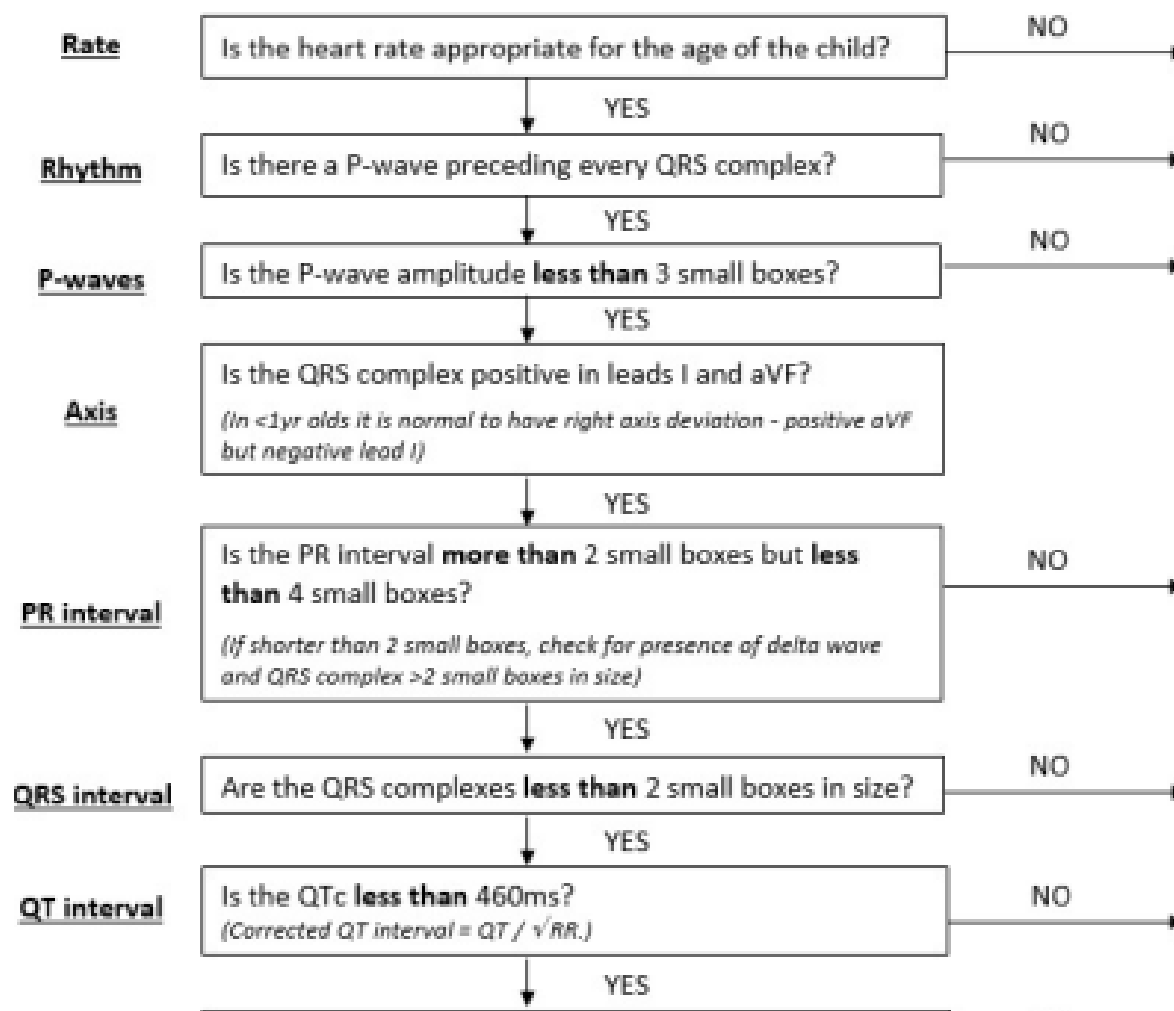 Rate
Is the heart rate appropriate for the age of the child?
NO
YES
Rhythm
Is there a P-wave preceding every QRS complex?
NO
YES
P-waves
Is the P-wave amplitude less than 3 small boxes?
NO
YES
Axis
Is the QRS complex positive in leads I and aVF?
(In <1yr olds it is normal to have right axis deviation - positive aVF
but negative lead I)
YES
PR interval
Is the PR interval more than 2 small boxes but less
than 4 small boxes?
(If shorter than 2 small boxes, check for presence of delta wave
and QRS complex >2 small boxes in size)
NO
YES
QRS interval
Are the QRS complexes less than 2 small boxes in size?
NO
YES
QT interval
Is the QTc less than 460ms?
(Corrected QT interval = QT / √RR.)
NO
YES